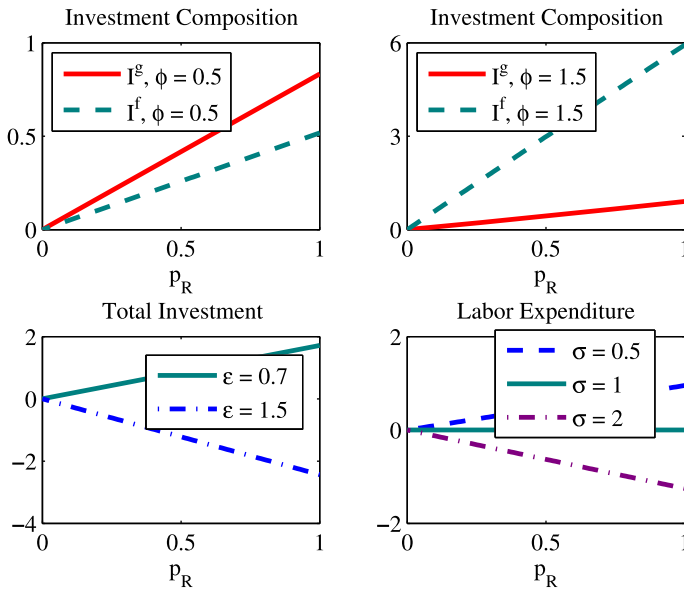 Investment Composition
1
0.5
0
I^g, ϕ = 0.5
I^f, ϕ = 0.5
0
0.5
1
p_R
Investment Composition
6
3
0
I^g, ϕ = 1.5
I^f, ϕ = 1.5
0
0.5
1
p_R
Total Investment
2
0
−2
−4
ε = 0.7
ε = 1.5
0
0.5
1
p_R
Labor Expenditure
2
0
−2
σ = 0.5
σ = 1
σ = 2
0
0.5
1
p_R